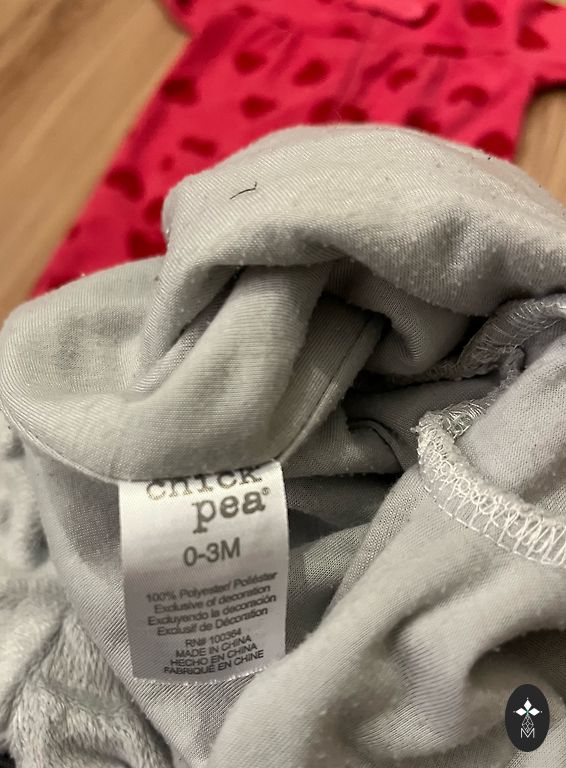 chick
pea®
0-3M
100% Polyester/ Poliéster
Exclusive of decoration
Excluyendo la decoración
Exclusif de Décoration
RN# 100364
MADE IN CHINA
HECHO EN CHINA
FABRIQUÉ EN CHINE
M